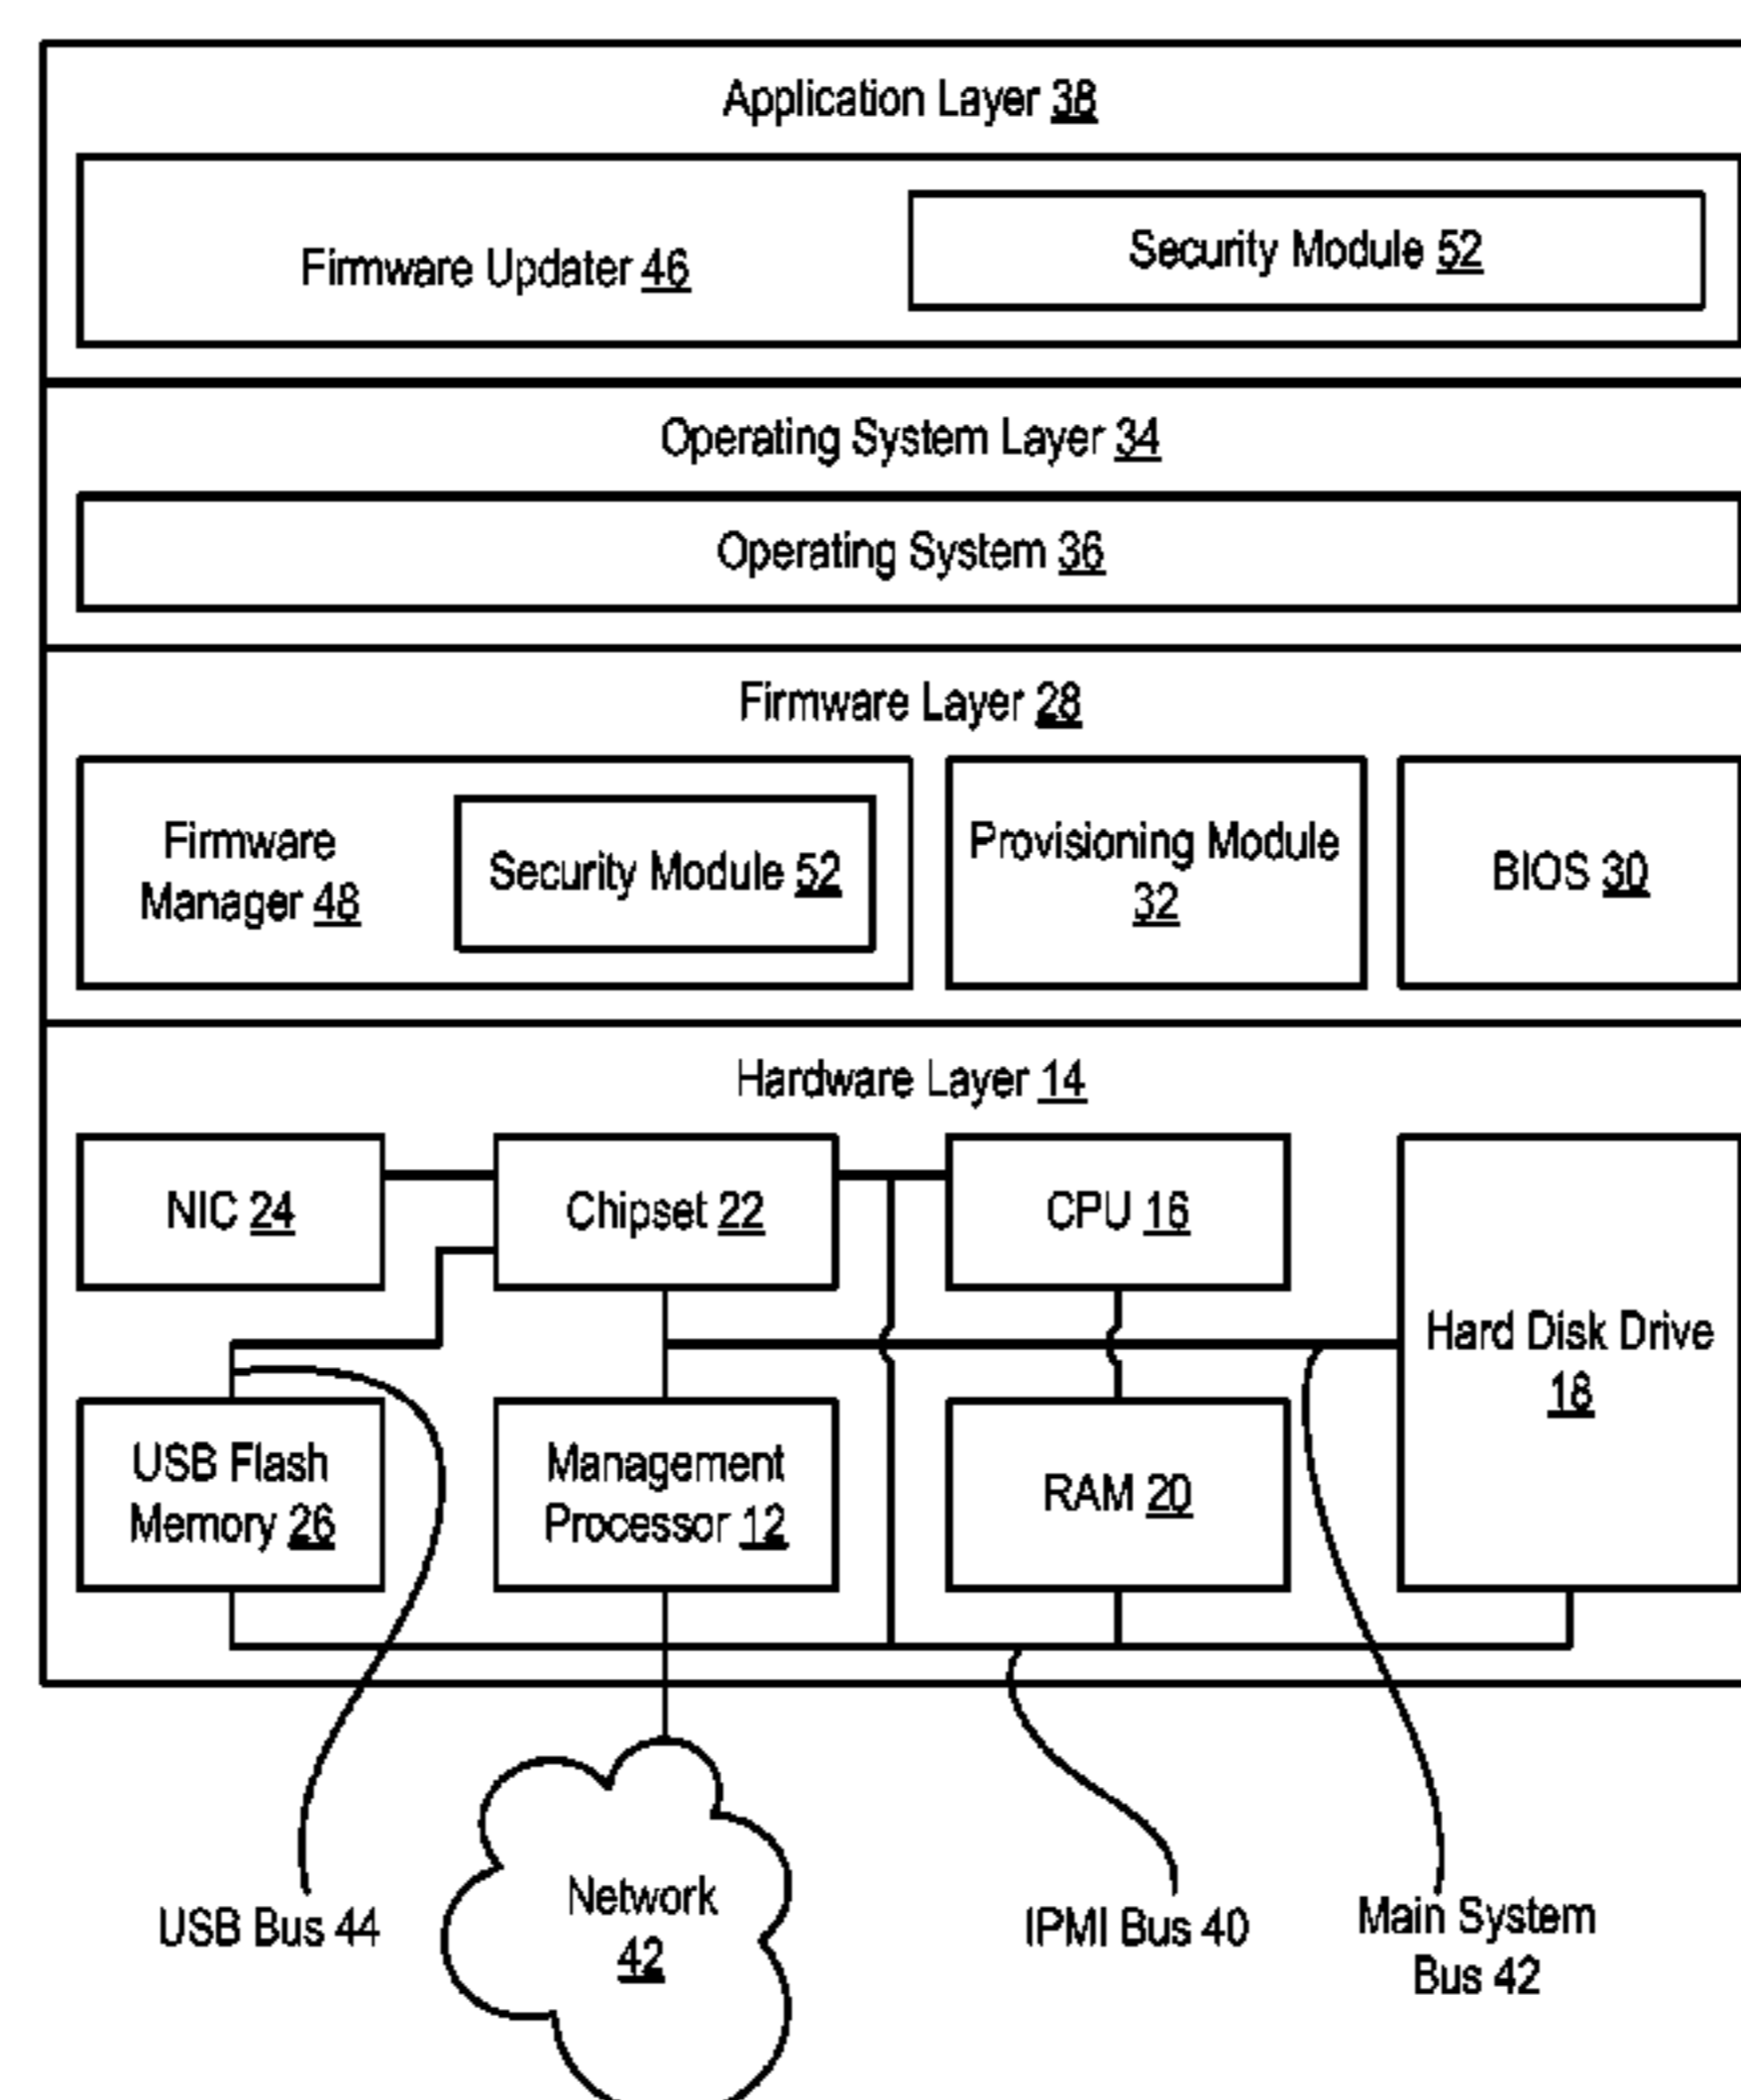 Application Layer 38
Firmware Updater 46
Security Module 52
Operating System Layer 34
Operating System 36
Firmware Layer 28
Firmware
Manager 48
Security Module 52
Provisioning Module
32
BIOS 30
Hardware Layer 14
NIC 24
Chipset 22
CPU 16
Hard Disk Drive
18
USB Flash
Memory 26
Management
Processor 12
RAM 20
USB Bus 44
Network
42
IPMI Bus 40
Main System
Bus 42